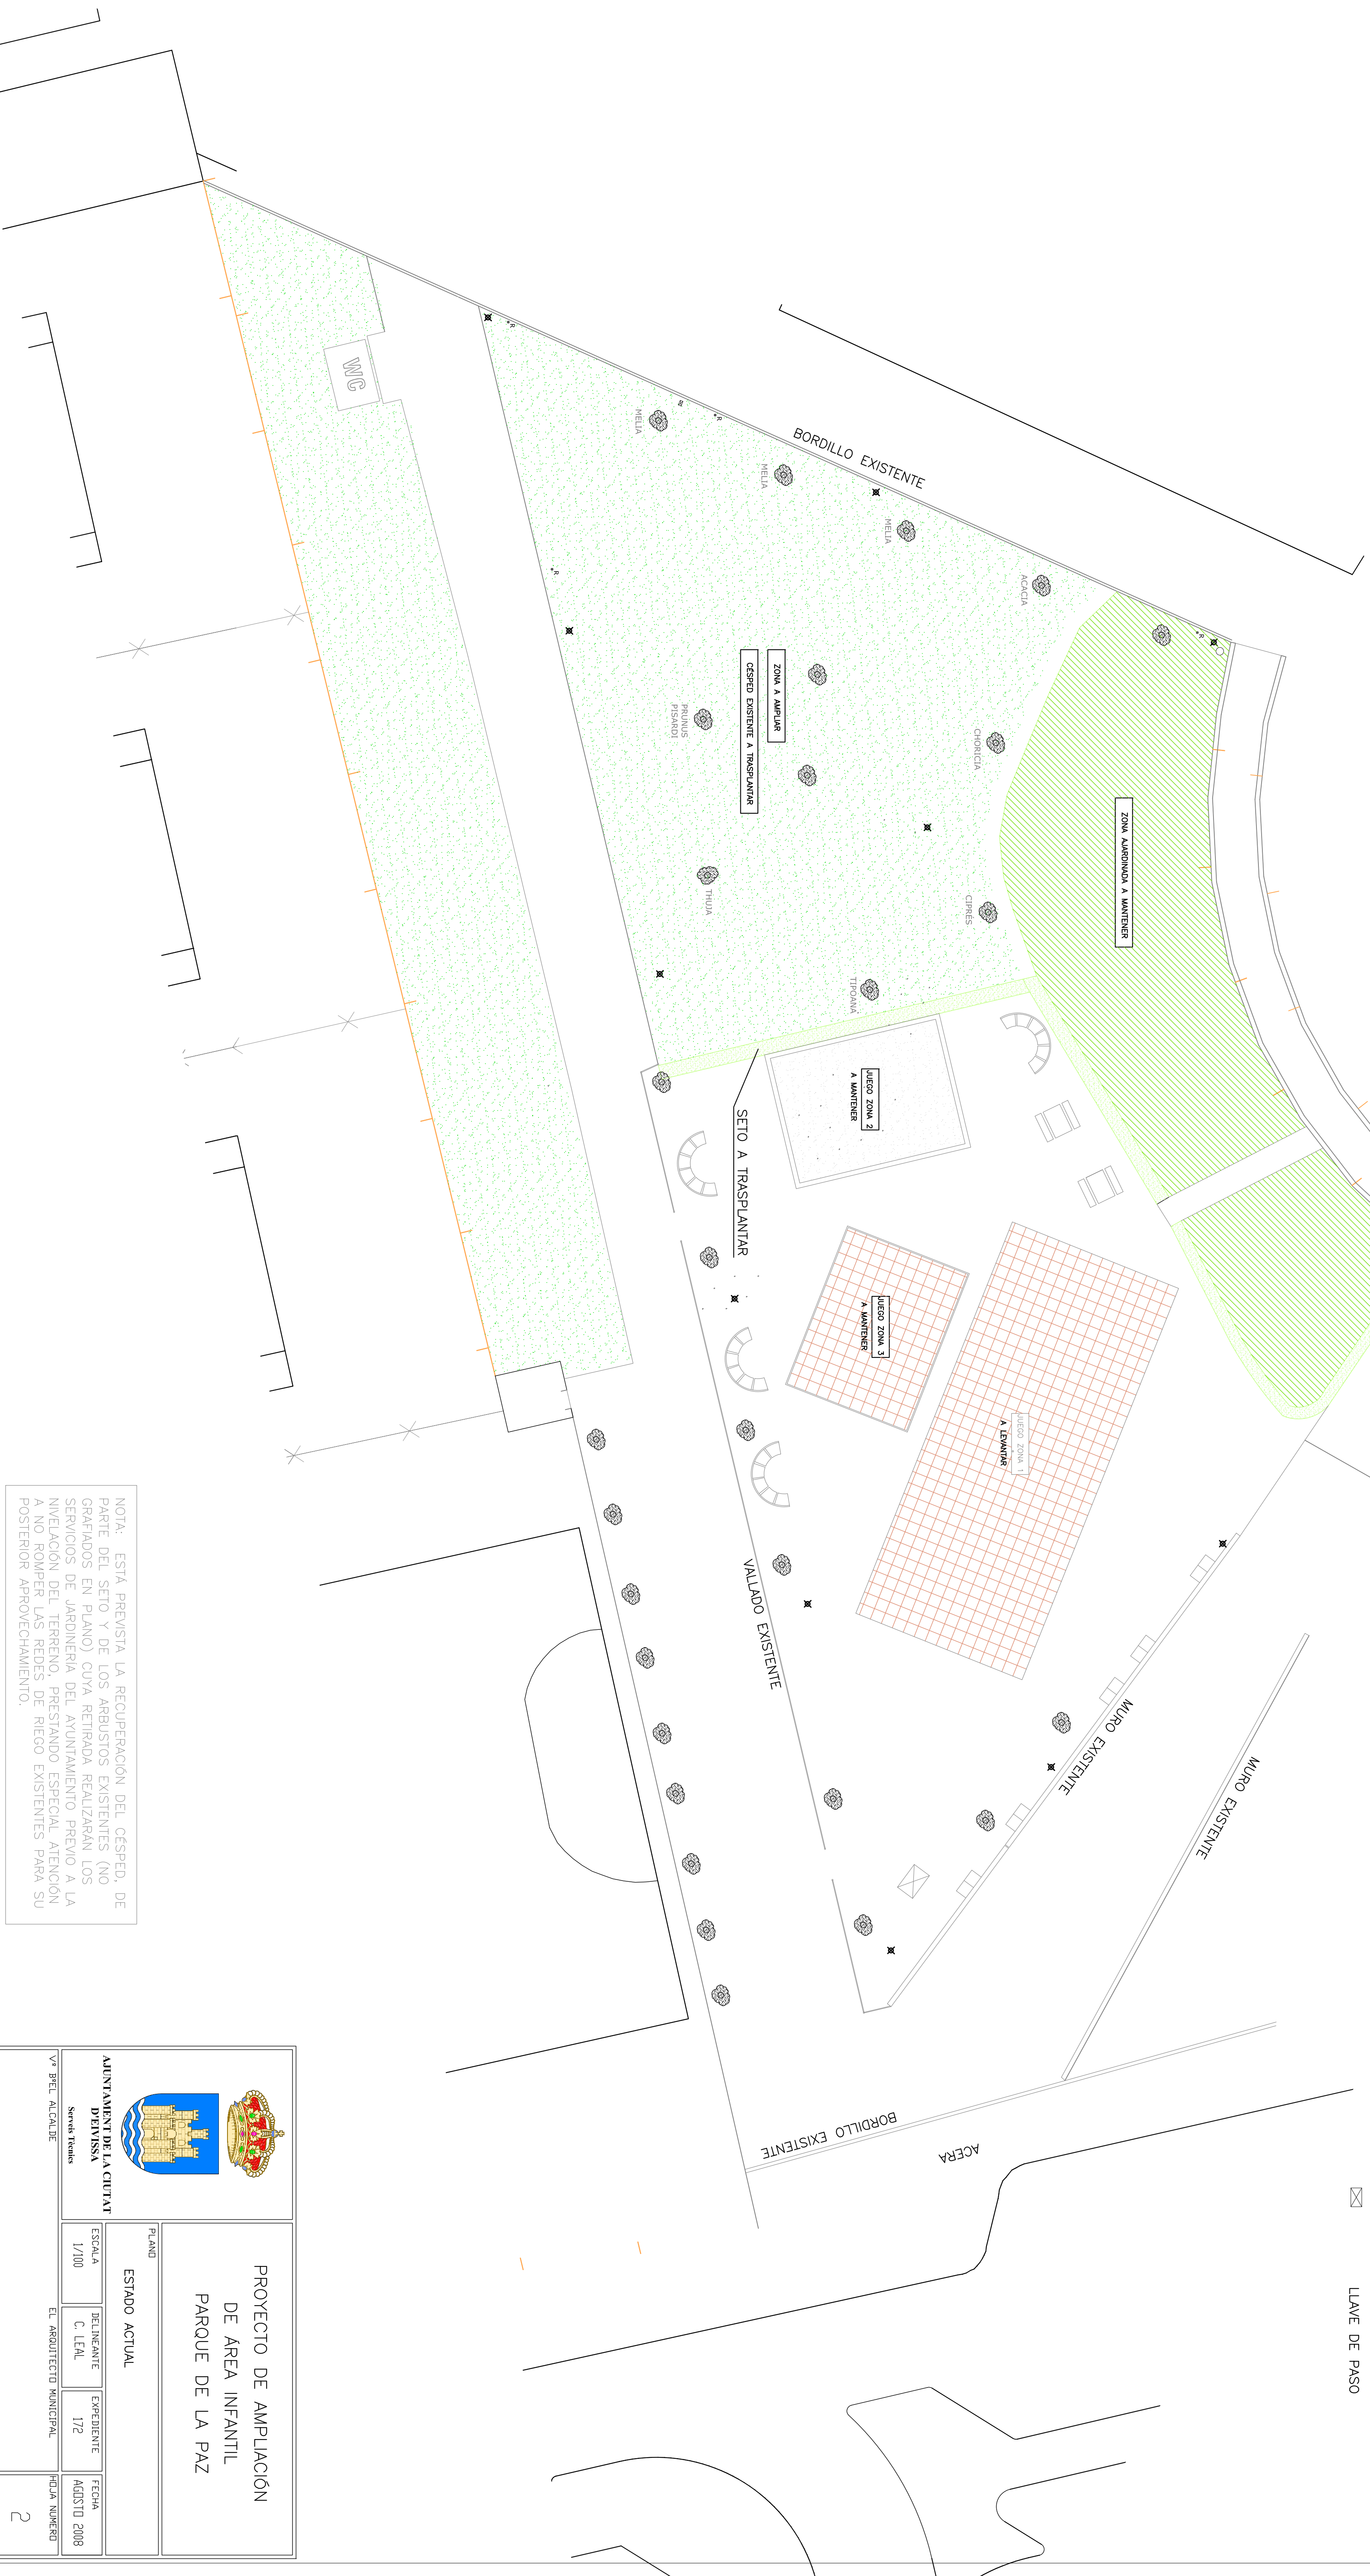 LLAVE DE PASO
BORDILLO EXISTENTE
R
R
R
R
MELIA
MELIA
MELIA
ACACIA
CHORICIA
CIPRÉS
TIPOANA
THUJA
PRUNUS
PISARDI
WC
ZONA A AMPLIAR
CÉSPED EXISTENTE A TRASPLANTAR
ZONA AJARDINADA A MANTENER
SETO A TRASPLANTAR
JUEGO ZONA 2
A MANTENER
JUEGO ZONA 3
A MANTENER
JUEGO ZONA 1
A LEVANTAR
VALLADO EXISTENTE
MURO EXISTENTE
MURO EXISTENTE
BORDILLO EXISTENTE
ACERA
NOTA: ESTÁ PREVISTA LA RECUPERACIÓN DEL CÉSPED, DE
PARTE DEL SETO Y DE LOS ARBUSTOS EXISTENTES (NO
GRAFIADOS EN PLANO) CUYA RETIRADA REALIZARÁN LOS
SERVICIOS DE JARDINERÍA DEL AYUNTAMIENTO PREVIO A LA
NIVELACIÓN DEL TERRENO, PRESTANDO ESPECIAL ATENCIÓN
A NO ROMPER LAS REDES DE RIEGO EXISTENTES PARA SU
POSTERIOR APROVECHAMIENTO.
AJUNTAMENT DE LA CIUTAT
D'EIVISSA
Serveis Tècnics
PROYECTO DE AMPLIACIÓN
DE ÁREA INFANTIL
PARQUE DE LA PAZ
PLANO
ESTADO ACTUAL
ESCALA
1/100
DELINEANTE
C. LEAL
EXPEDIENTE
172
FECHA
AGOSTO 2008
Vº BºEL ALCALDE
EL ARQUITECTO MUNICIPAL
HOJA NUMERO
2